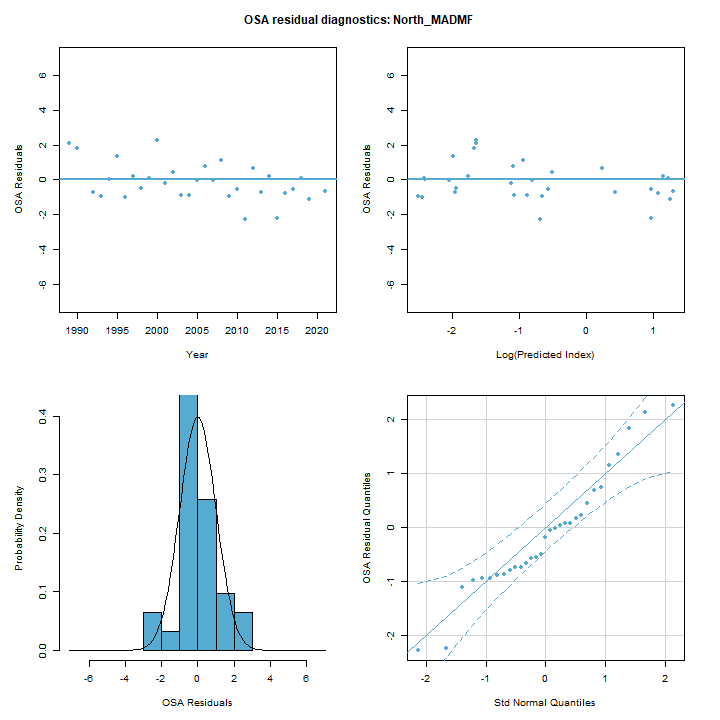 OSA residual diagnostics: North_MADMF
OSA Residuals
6
4
2
0
-2
-4
-6
1990 1995 2000 2005 2010 2015 2020
Year
OSA Residuals
6
4
2
0
-2
-4
-6
-2 -1 0 1
Log(Predicted Index)
Probability Density
0.4
0.3
0.2
0.1
0.0
-6 -4 -2 0 2 4 6
OSA Residuals
OSA Residual Quantiles
2
1
0
-1
-2
-2 -1 0 1 2
Std Normal Quantiles